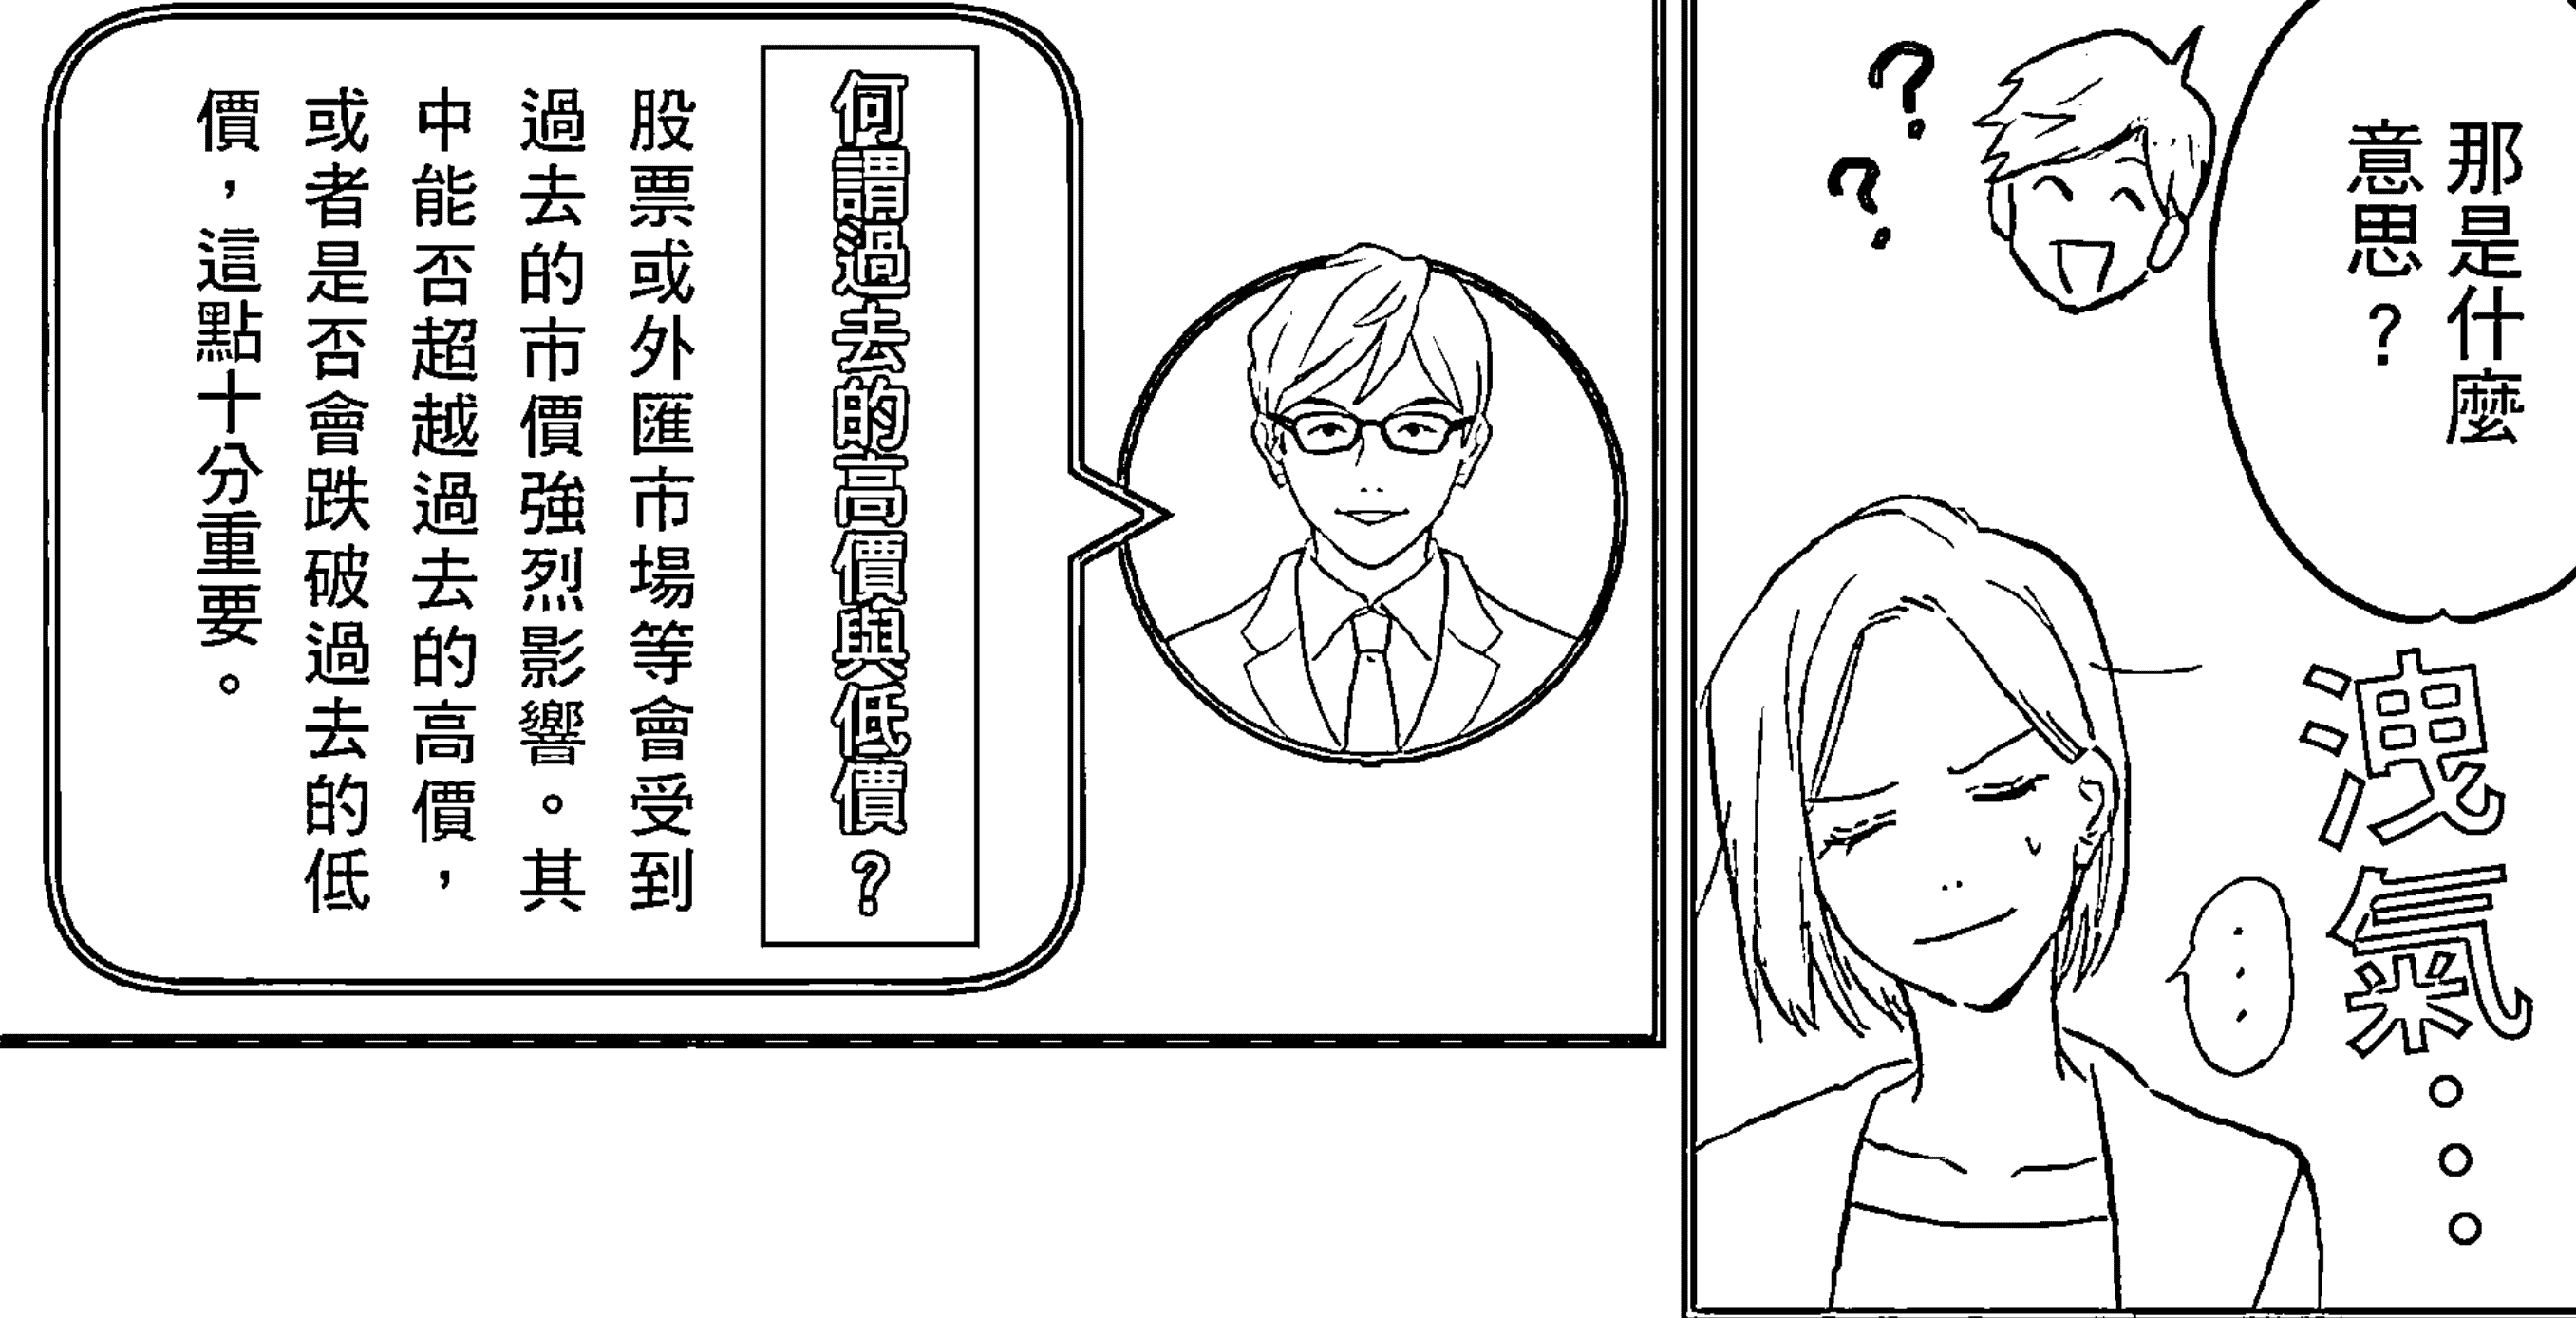 那是什麼
意思？
？
？
洩氣。。。
何謂過去的高價與低價？
股票或外匯市場等會受到
過去的市價強烈影響。其
中能否超越過去的高價，
或者是否會跌破過去的低
價，這點十分重要。